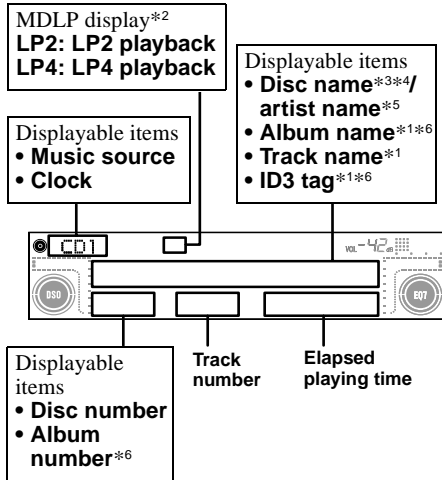 MDLP display*2
LP2: LP2 playback
LP4: LP4 playback
Displayable items
• Disc name*3*4/
artist name*5
• Album name*1*6
• Track name*1
• ID3 tag*1*6
Displayable items
• Music source
• Clock
CD1
VOL -42dB
DSO
EQ7
Displayable
items
• Disc number
• Album
number*6
Track
number
Elapsed
playing time